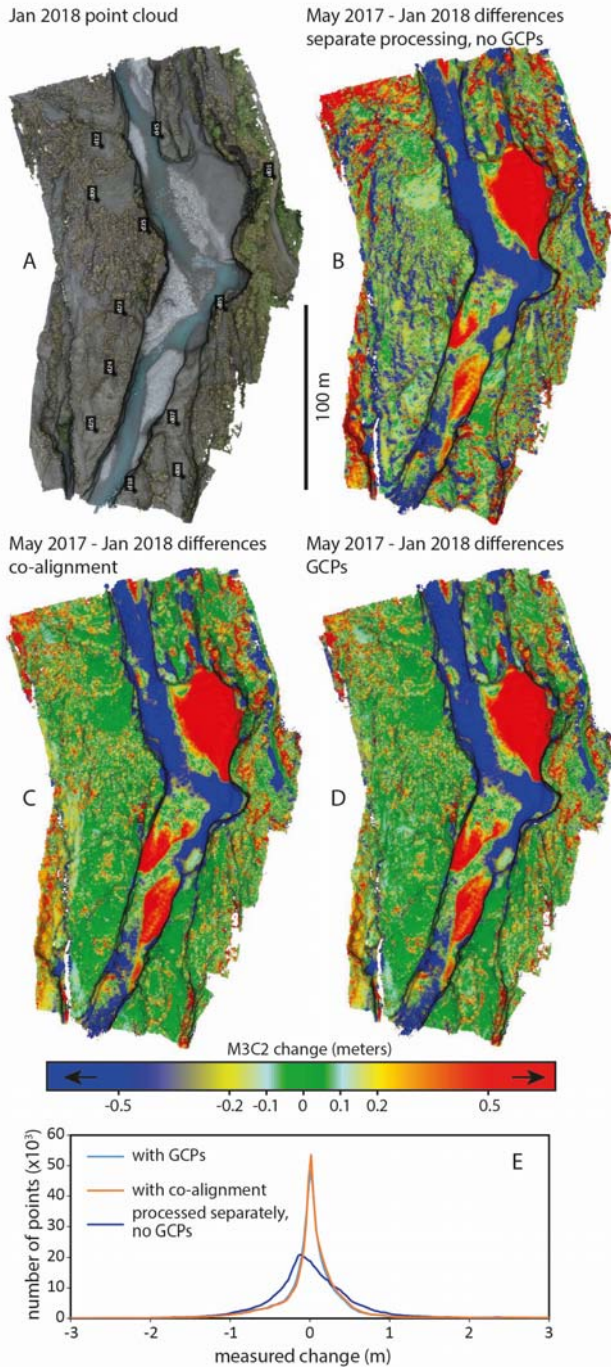 Jan 2018 point cloud
May 2017 - Jan 2018 differences
separate processing, no GCPs
A
B
d23
d24
d25
100 m
May 2017 - Jan 2018 differences
co-alignment
May 2017 - Jan 2018 differences
GCPs
C
D
M3C2 change (meters)
-0.5
-0.2
-0.1
0
0.1
0.2
0.5
E
with GCPs
with co-alignment
processed separately,
no GCPs
number of points (x10³)
60
50
40
30
20
10
0
-3
-2
-1
0
1
2
3
measured change (m)